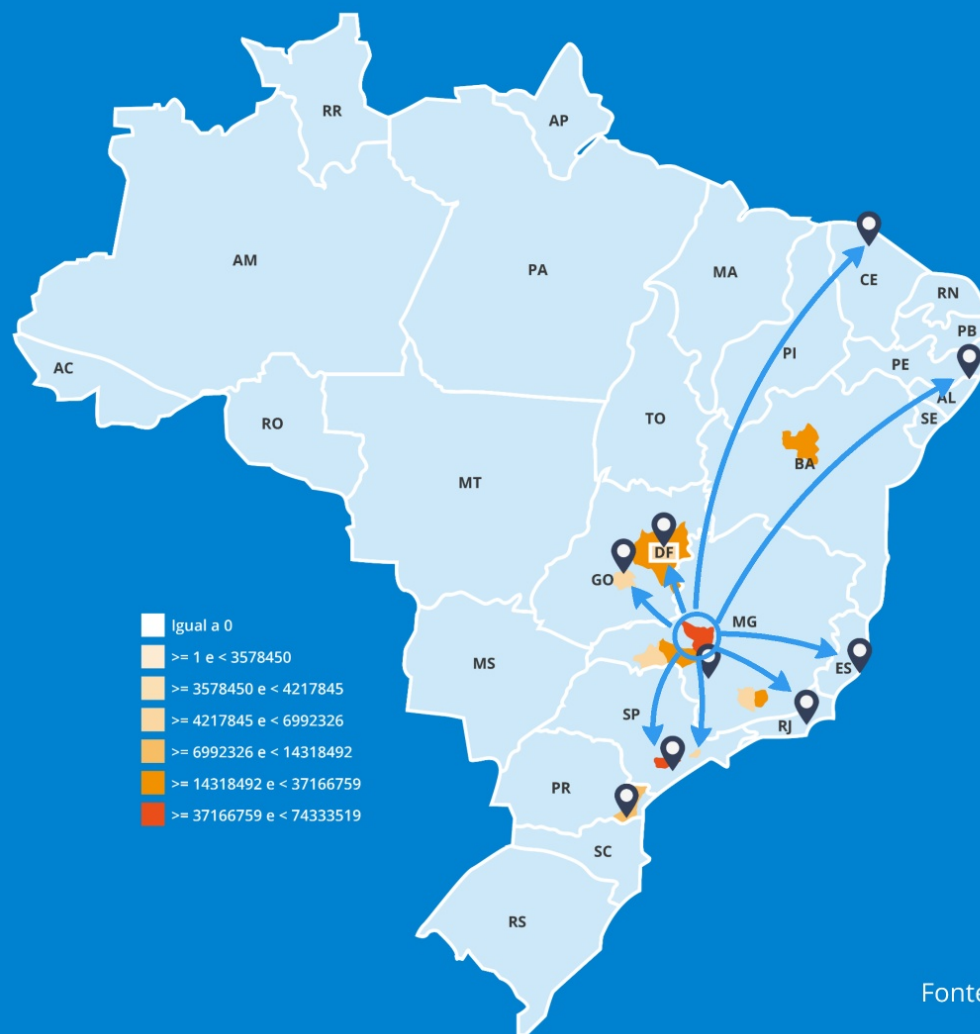 RR
AP
AM
PA
MA
CE
RN
PB
PI
PE
AC
AL
SE
TO
RO
BA
MT
DF
GO
MG
Igual a 0
>= 1 e < 3578450
MS
ES
>= 3578450 e < 4217845
>= 4217845 e < 6992326
SP
RJ
>= 6992326 e < 14318492
>= 14318492 e < 37166759
PR
>= 37166759 e < 74333519
SC
RS
Fonte